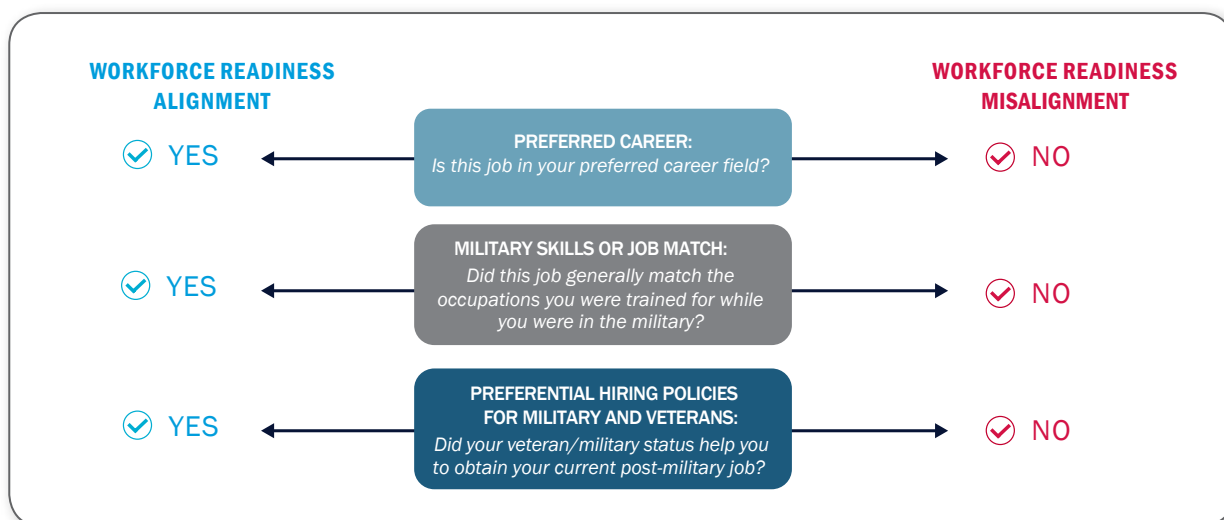 WORKFORCE READINESS
ALIGNMENT
WORKFORCE READINESS
MISALIGNMENT
YES
PREFERRED CAREER:
Is this job in your preferred career field?
NO
YES
MILITARY SKILLS OR JOB MATCH:
Did this job generally match the
occupations you were trained for while
you were in the military?
NO
YES
PREFERENTIAL HIRING POLICIES
FOR MILITARY AND VETERANS:
Did your veteran/military status help you
to obtain your current post-military job?
NO